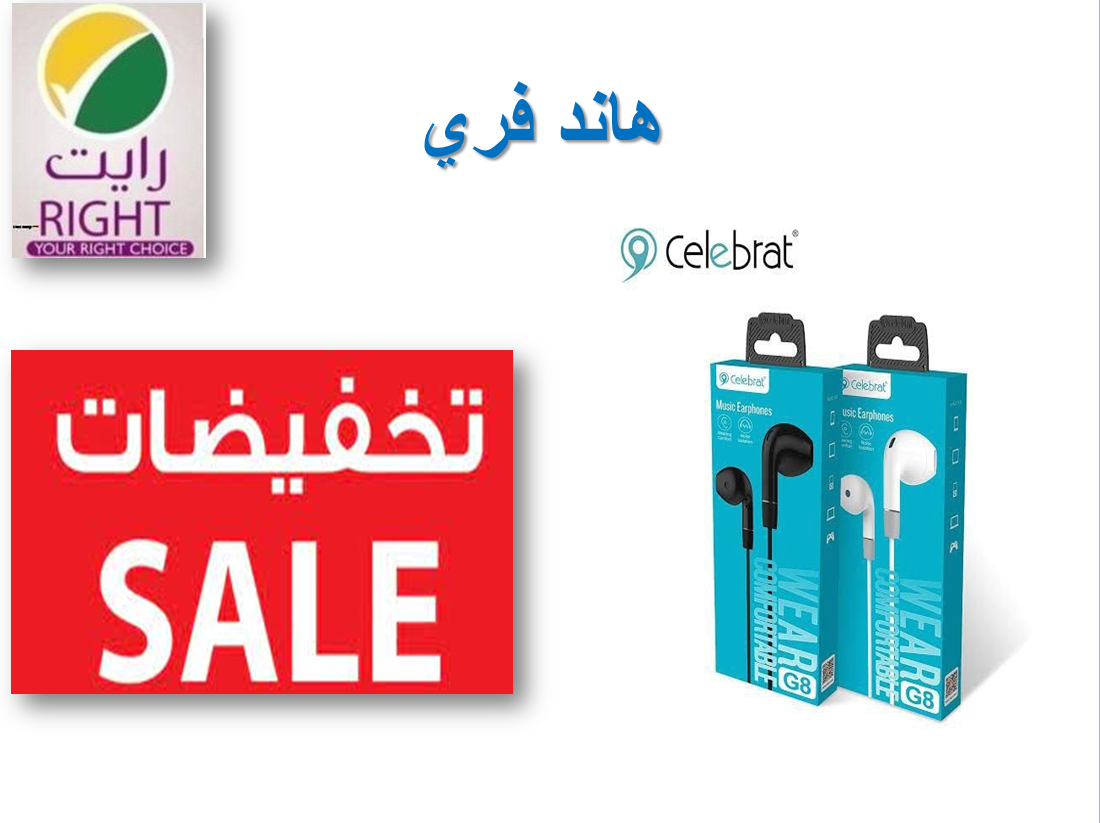 رايت
RIGHT
YOUR RIGHT CHOICE
هاند فري
Celebrat®
تخفيضات
SALE
Celebrat
Music Earphones
WEAR
COMFORTABLE
G8
Celebrat
usic Earphones
WEAR
COMFORTABLE
G8